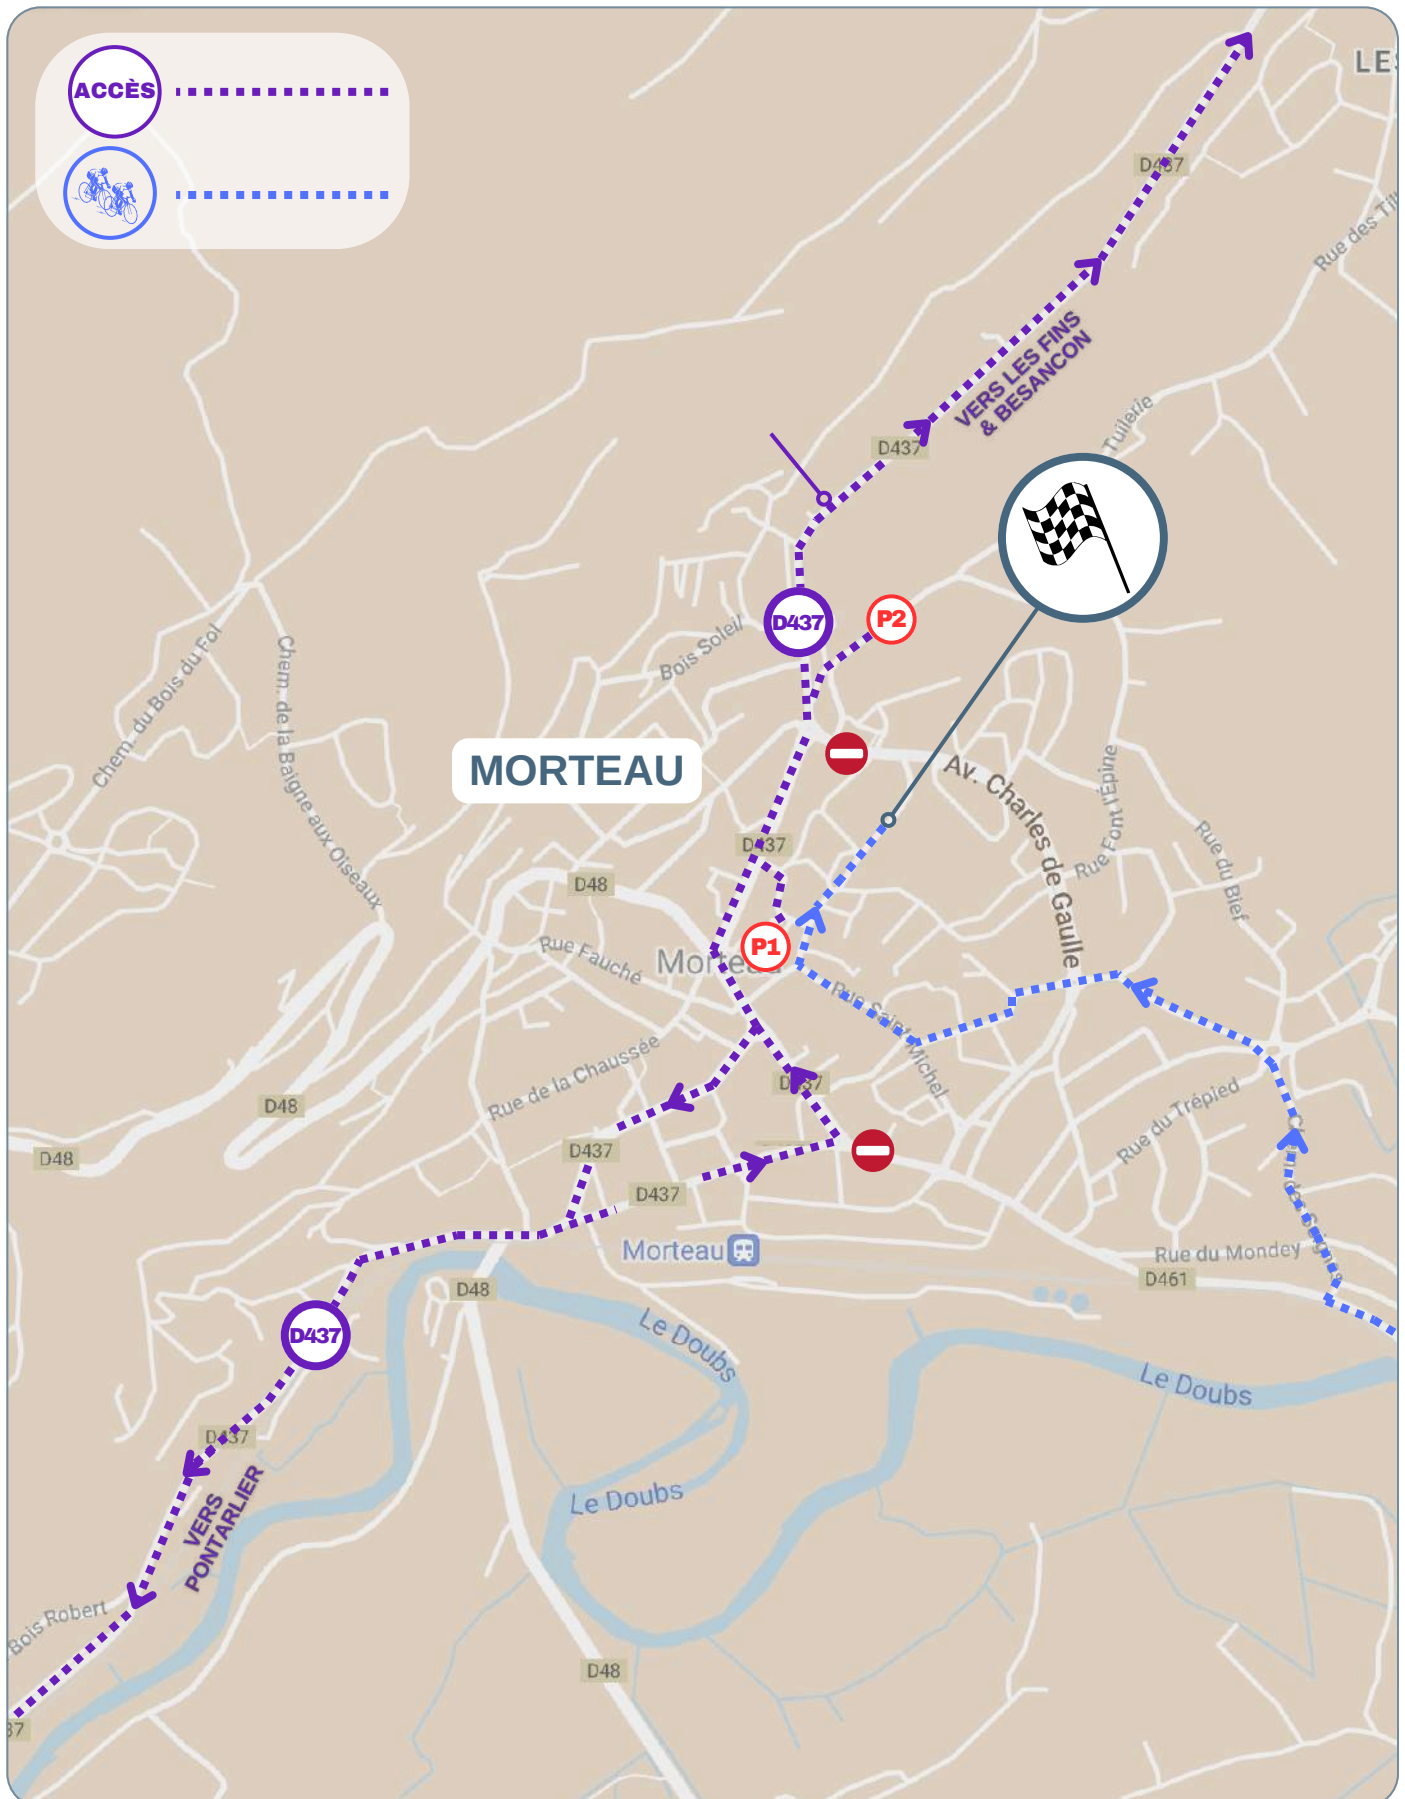 ACCÈS
LES
D437
Rue des Till
VERS LES FINS
& BESANCON
Tuilerie
D437
D437
P2
Bois Soleil
Chem. du Bois du Fol
Chem. de la Baigne aux Oiseaux
MORTEAU
Av. Charles de Gaulle
Rue Font l'Épine
Rue du Bief
D437
D48
P1
Rue Fauché
Morteau
Rue Saint-Michel
Rue de la Chaussée
D437
D48
Rue du Trépied
D48
D437
D437
Morteau
Rue du Mondey
D461
D48
D437
Le Doubs
Le Doubs
D437
VERS
PONTARLIER
Le Doubs
Bois Robert
D48
37